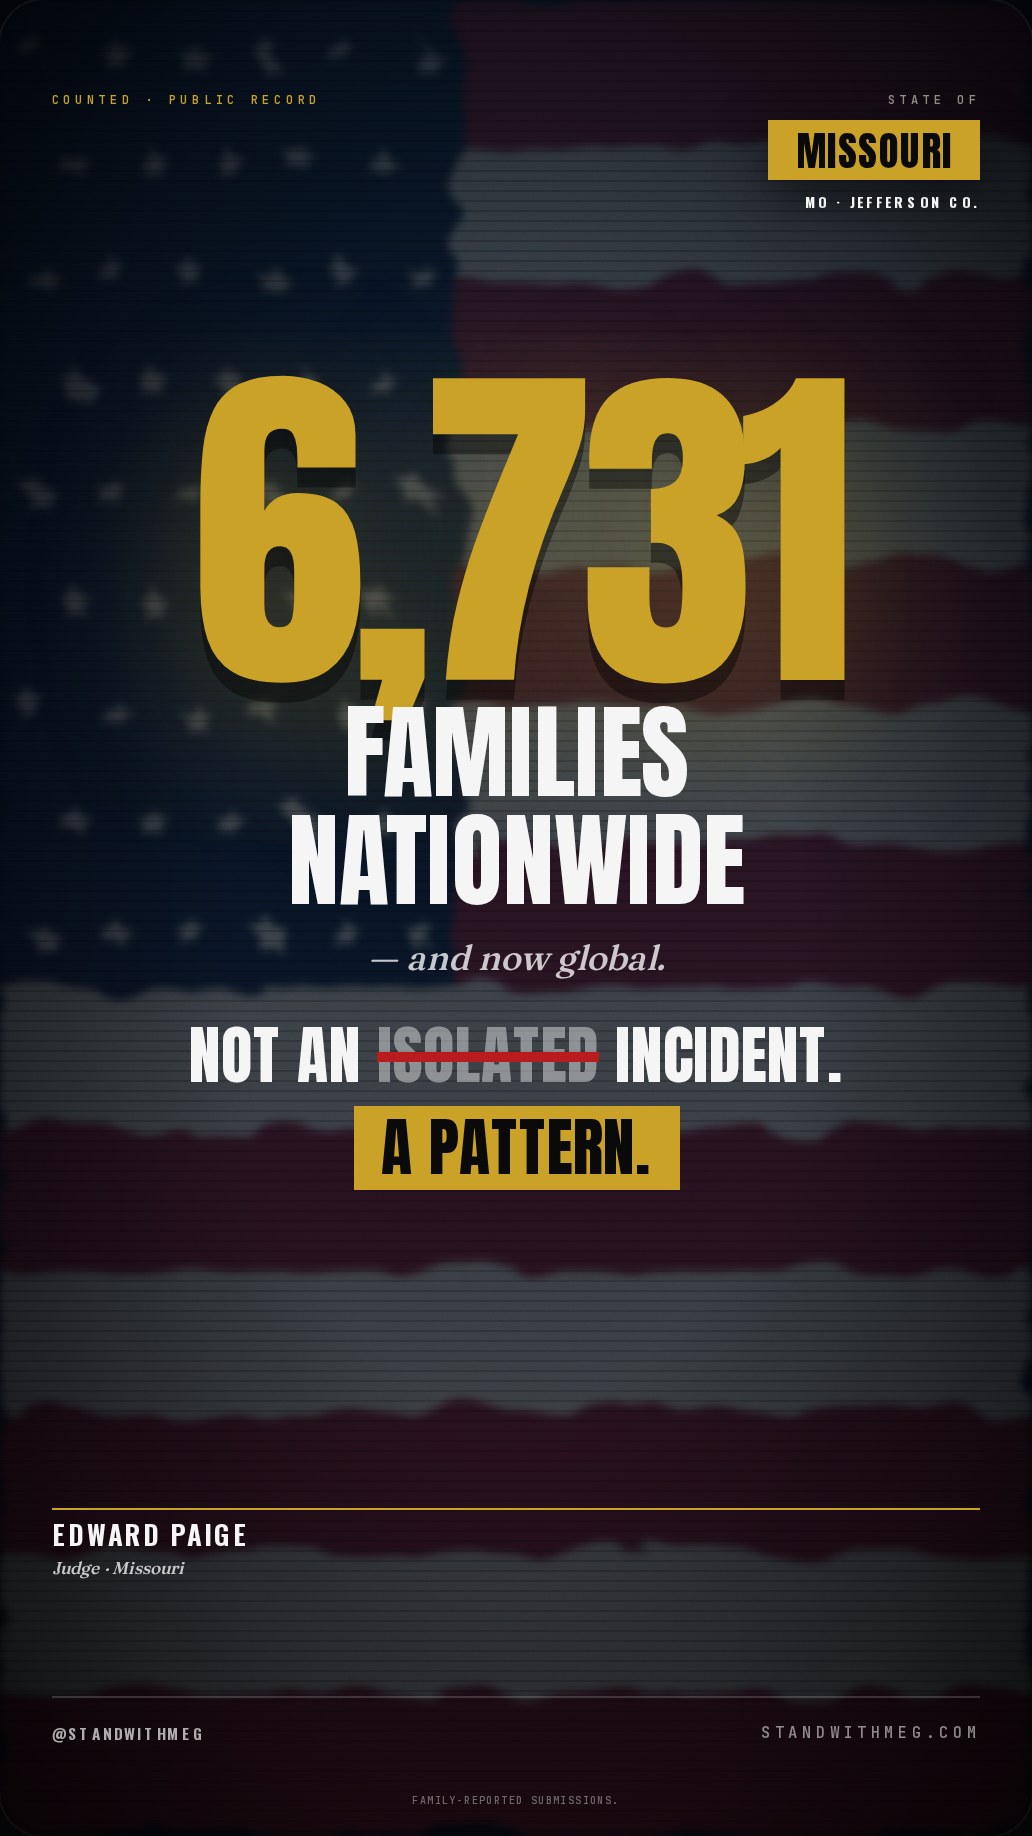 COUNTED · PUBLIC RECORD
STATE OF
MISSOURI
MO · JEFFERSON CO.
6,731
FAMILIES
NATIONWIDE
— and now global.
NOT AN ISOLATED INCIDENT.
A PATTERN.
EDWARD PAIGE
Judge · Missouri
@STANDWITHMEG
STANDWITHMEG.COM
FAMILY-REPORTED SUBMISSIONS.